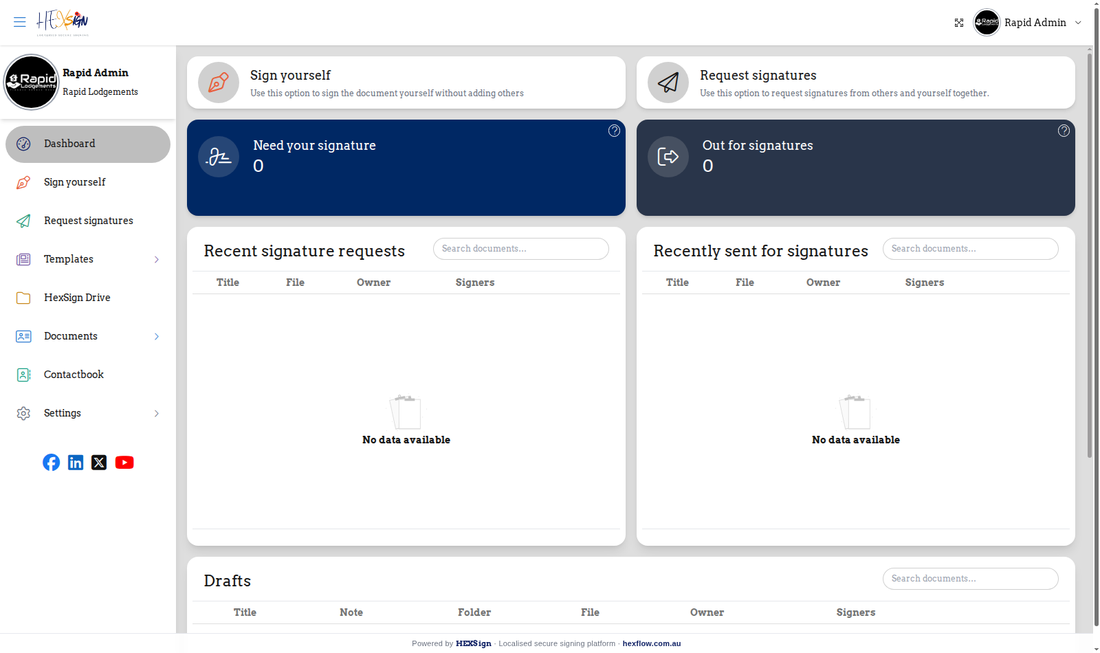 HEXSIGN
Rapid Admin
Rapid Lodgements
Rapid Admin
Rapid Lodgements
Dashboard
Sign yourself
Request signatures
Templates
HexSign Drive
Documents
Contactbook
Settings
Sign yourself
Use this option to sign the document yourself without adding others
Request signatures
Use this option to request signatures from others and yourself together.
Need your signature
0
Out for signatures
0
Recent signature requests
Search documents...
Title File Owner Signers
No data available
Recently sent for signatures
Search documents...
Title File Owner Signers
No data available
Drafts
Search documents...
Title Note Folder File Owner Signers
Powered by HEXSign - Localised secure signing platform - hexflow.com.au